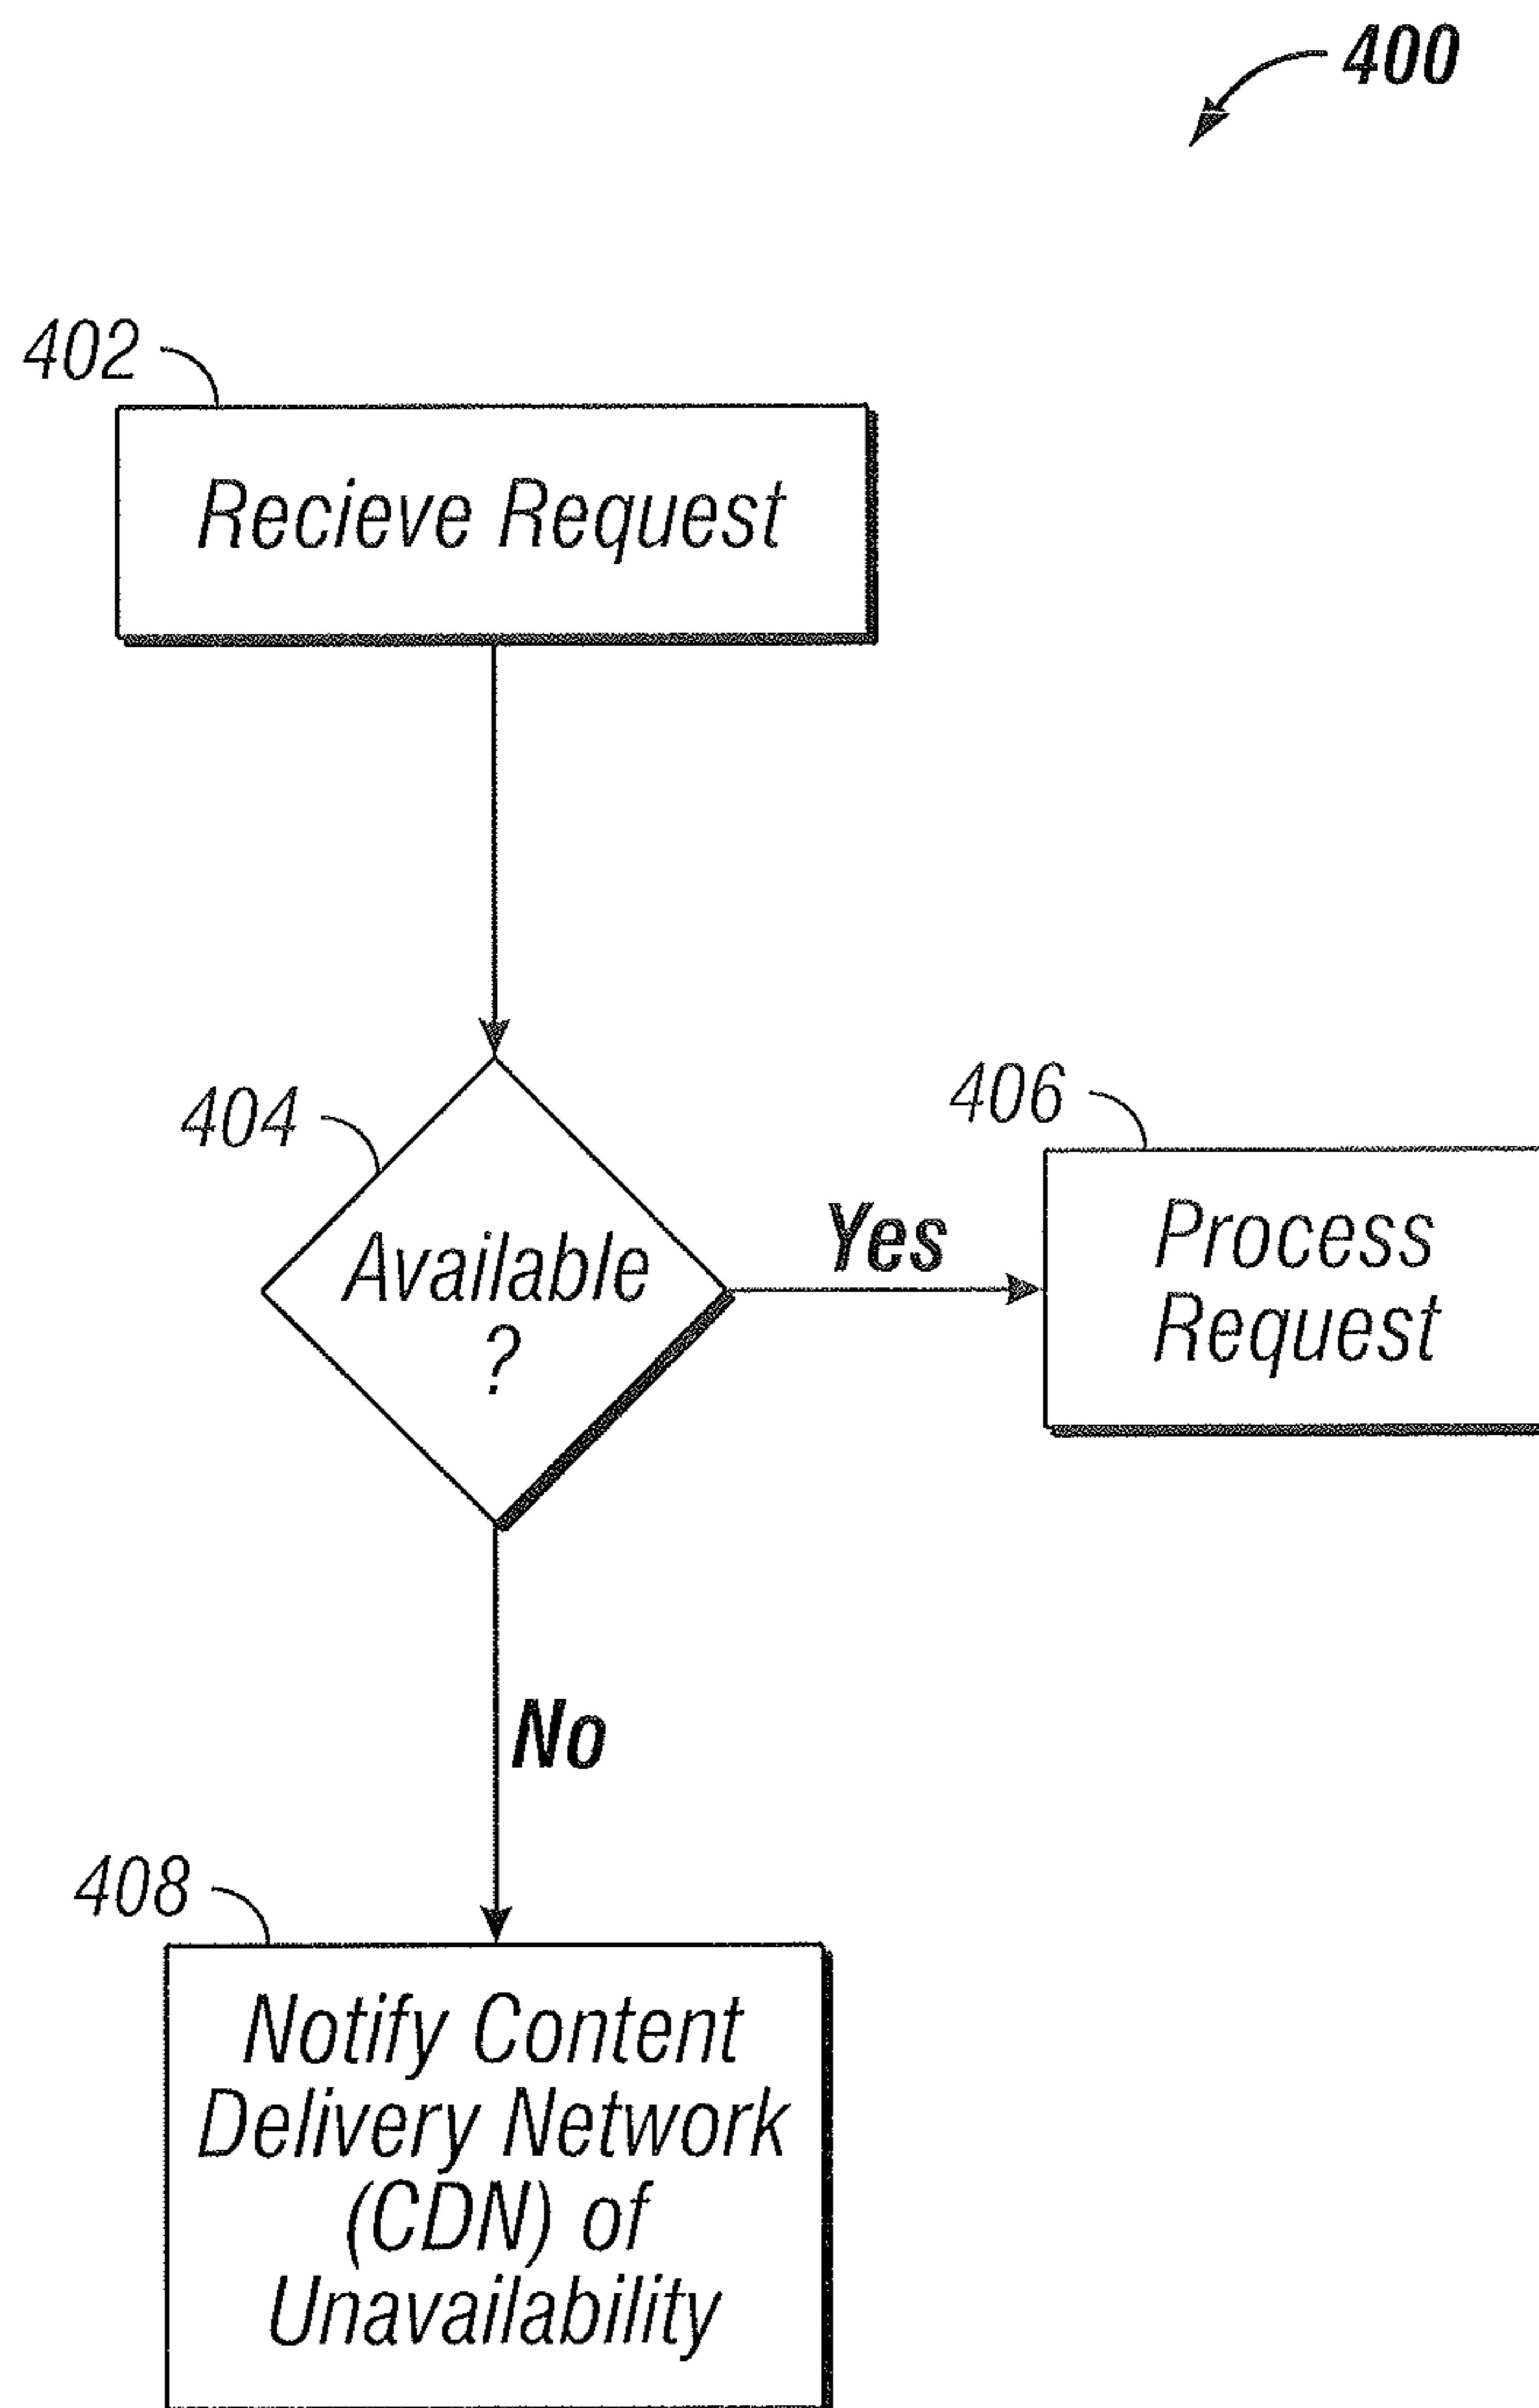 400
402
Recieve Request
404
Available
?
Yes
406
Process
Request
No
408
Notify Content
Delivery Network
(CDN) of
Unavailability